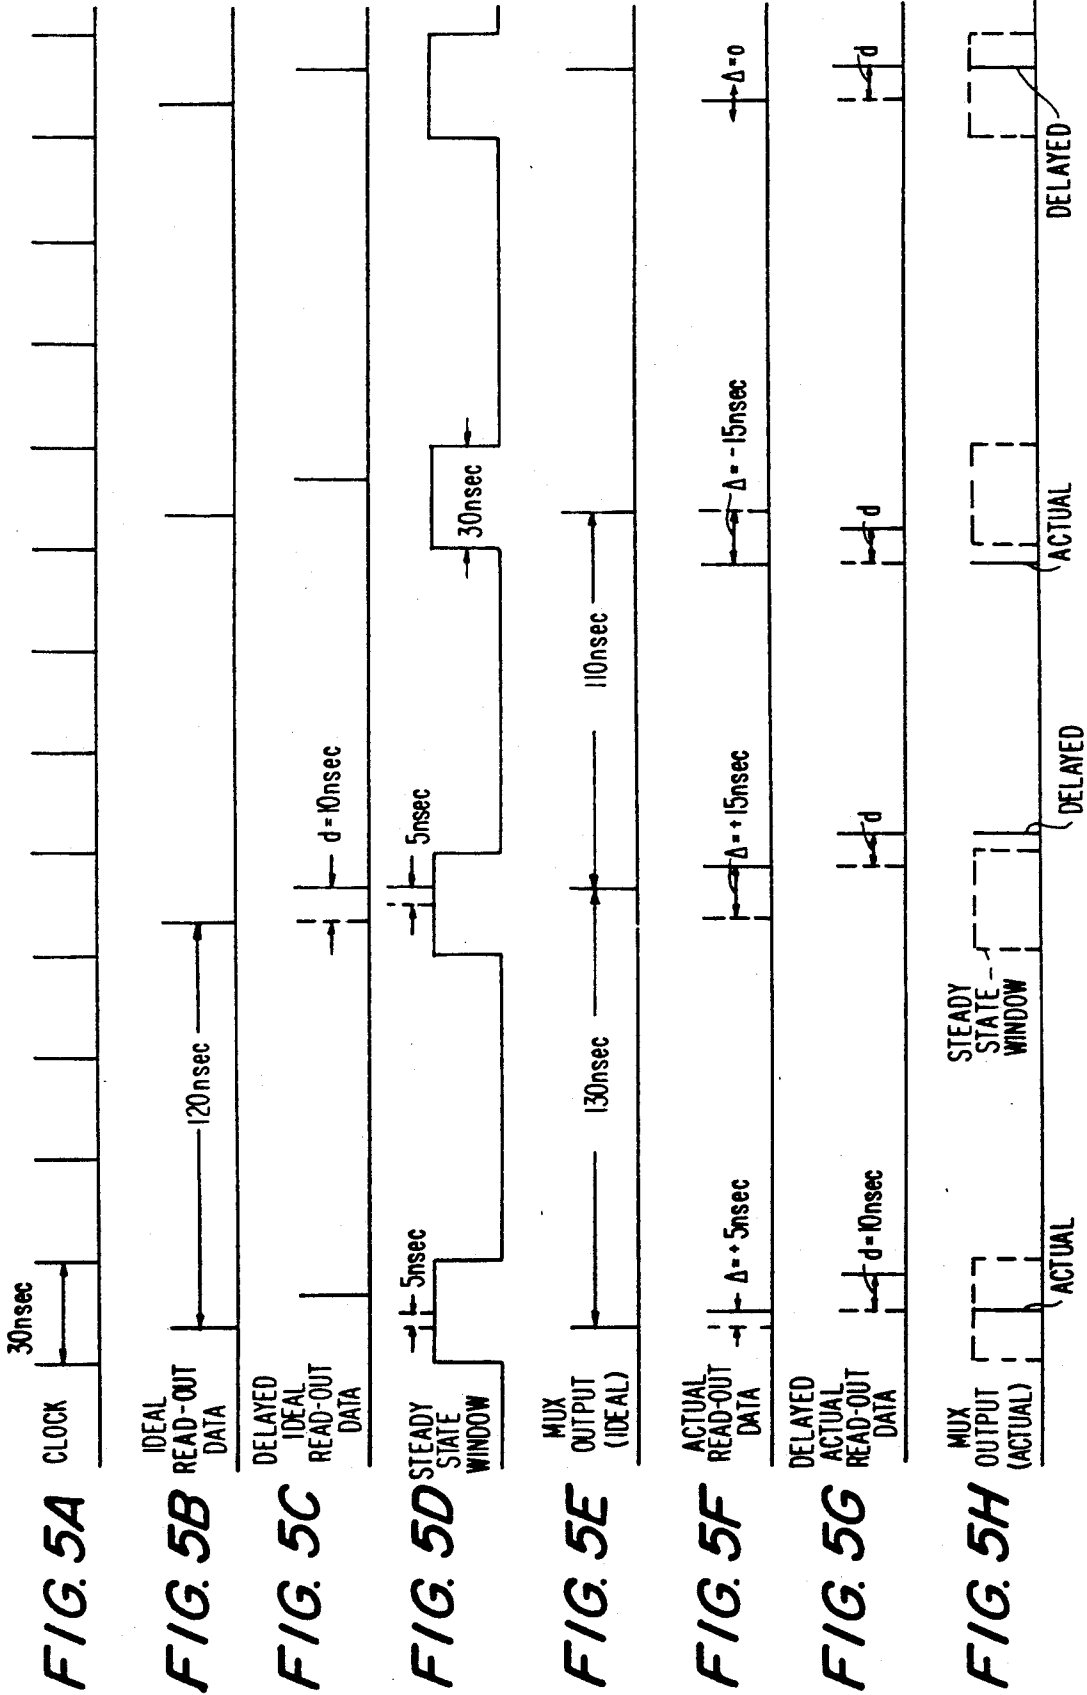 FIG. 5A
CLOCK
30nsec
FIG. 5B
IDEAL
READ-OUT
DATA
120nsec
FIG. 5C
DELAYED
IDEAL
READ-OUT
DATA
d=10nsec
FIG. 5D
STEADY
STATE
WINDOW
5nsec
5nsec
30nsec
FIG. 5E
MUX
OUTPUT
(IDEAL)
130nsec
110nsec
FIG. 5F
ACTUAL
READ-OUT
DATA
Δ=+5nsec
Δ=+15nsec
Δ=-15nsec
Δ=0
FIG. 5G
DELAYED
ACTUAL
READ-OUT
DATA
d=10nsec
d
d
d
FIG. 5H
MUX
OUTPUT
(ACTUAL)
ACTUAL
STEADY
STATE
WINDOW
DELAYED
ACTUAL
DELAYED